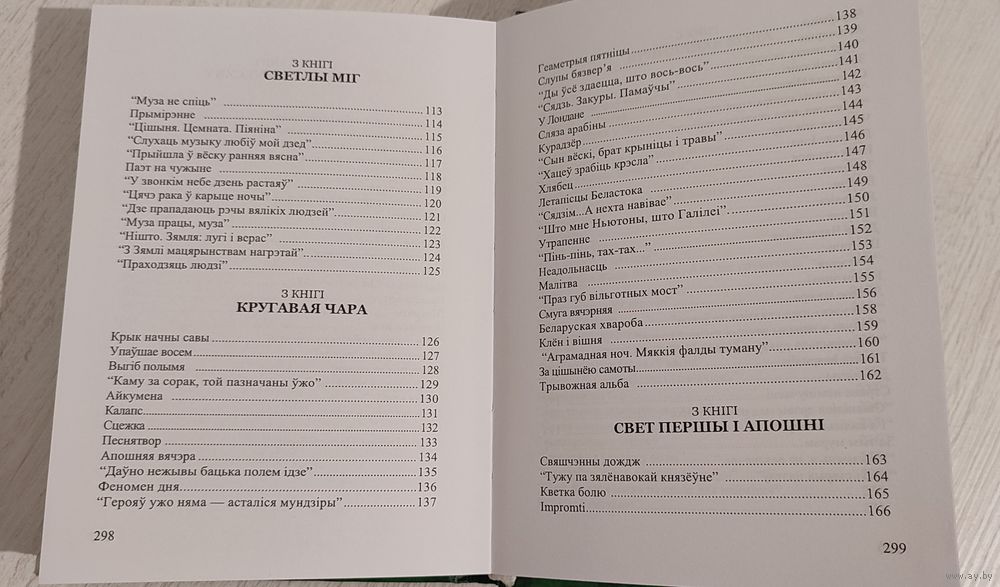 З КНІГІ
СВЕТЛЫ МІГ
“Муза не спіць” 113
Прымірэнне 114
“Цішыня. Цемната. Піяніна” 115
“Слухаць музыку любіў мой дзед” 116
“Прыйшла ў вёску ранняя вясна” 117
Паэт на чужыне 118
“У звонкім небе дзень растаяў” 119
“Цячэ рака ў карыце ночы” 120
“Дзе прападаюць рэчы вялікіх людзей” 121
“Муза працы, муза” 122
“Нішто. Зямля: лугі і верас” 123
“З Зямлі мацярынствам нагрэтай” 124
“Праходзяць людзі” 125
З КНІГІ
КРУГАВАЯ ЧАРА
Крык начны савы 126
Упаўшае восем 127
Выгіб полымя 128
“Каму за сорак, той пазначаны ўжо” 129
Айкумена 130
Калапс 131
Сцежка 132
Песнятвор 133
Апошняя вячэра 134
“Даўно нежывы бацька полем ідзе” 135
Феномен дня 136
“Герояў ужо няма — асталіся мундзіры” 137
298
Геаметрыя пятніцы 138
Слупы бязвер’я 139
“Ды ўсё здаецца, што вось-вось” 140
“Сядзь. Закуры. Памаўчы” 141
У Лондане 142
Сляза арабіны 143
Курадзёр 144
“Сын вёскі, брат крыніцы і травы” 145
“Хацеў зрабіць крэсла” 146
Хлябец 147
Летапісцы Беластока 148
“Сядзім...А нехта навівае” 149
“Што мне Ньютоны, што Галілеі” 150
Утрапенне 151
“Пінь-пінь, тах-тах...” 152
Неадольнасць 153
Малітва 154
“Праз губ вільготных мост” 155
Смуга вячэрняя 156
Беларуская хвароба 158
Клён і вішня 159
“Аграмадная ноч. Мяккія фалды туману” 160
За цішынёю самоты 161
Трывожная альба 162
З КНІГІ
СВЕТ ПЕРШЫ І АПОШНІ
Свяшчэнны дождж 163
“Тужу па зялёнавокай князёўне” 164
Кветка болю 165
Impromti 166
299
www.ay.by